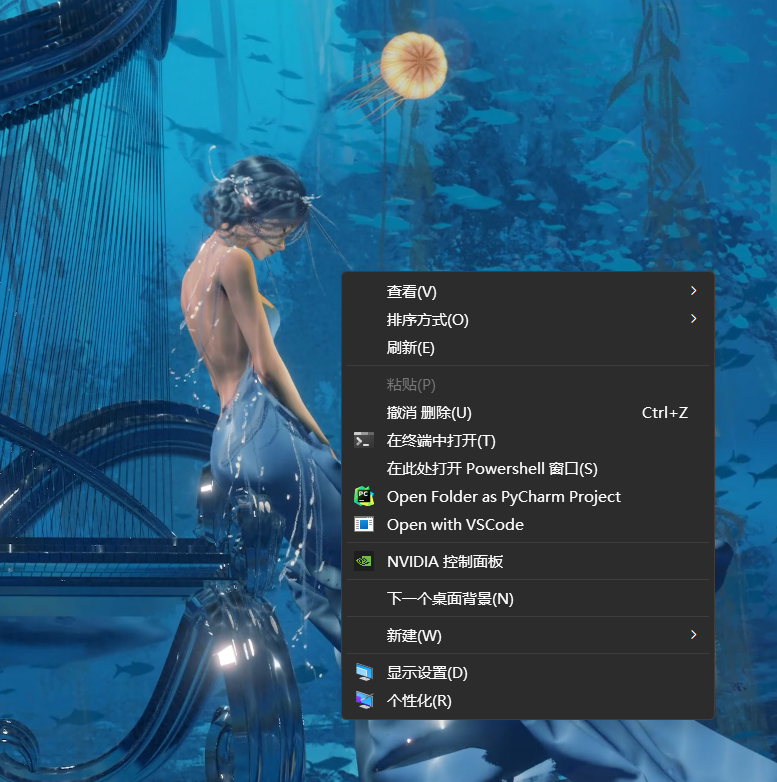 查看(V)
排序方式(O)
刷新(E)
粘贴(P)
撤消 删除(U) Ctrl+Z
在终端中打开(T)
在此处打开 Powershell 窗口(S)
PC Open Folder as PyCharm Project
Open with VSCode
NVIDIA 控制面板
下一个桌面背景(N)
新建(W)
显示设置(D)
个性化(R)